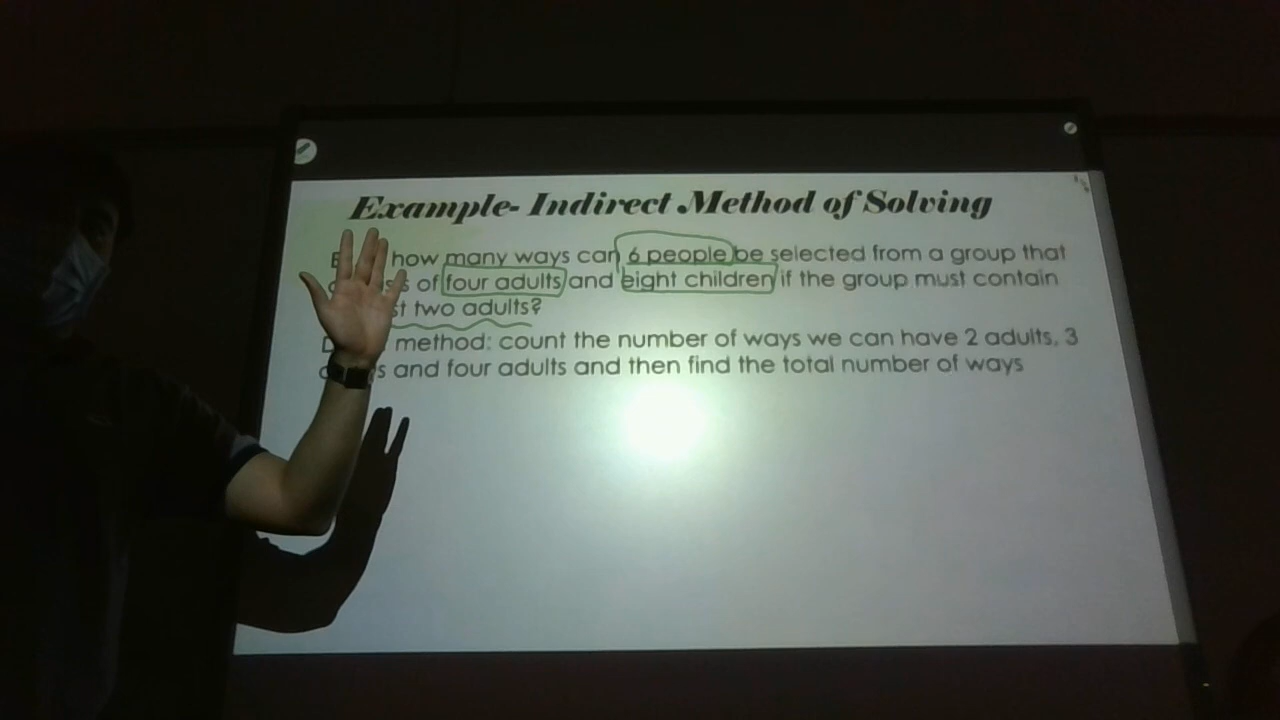 Example- Indirect Method of Solving
how many ways can 6 people be selected from a group that
of four adults and eight children if the group must contain
two adults?
method: count the number of ways we can have 2 adults, 3
and four adults and then find the total number of ways